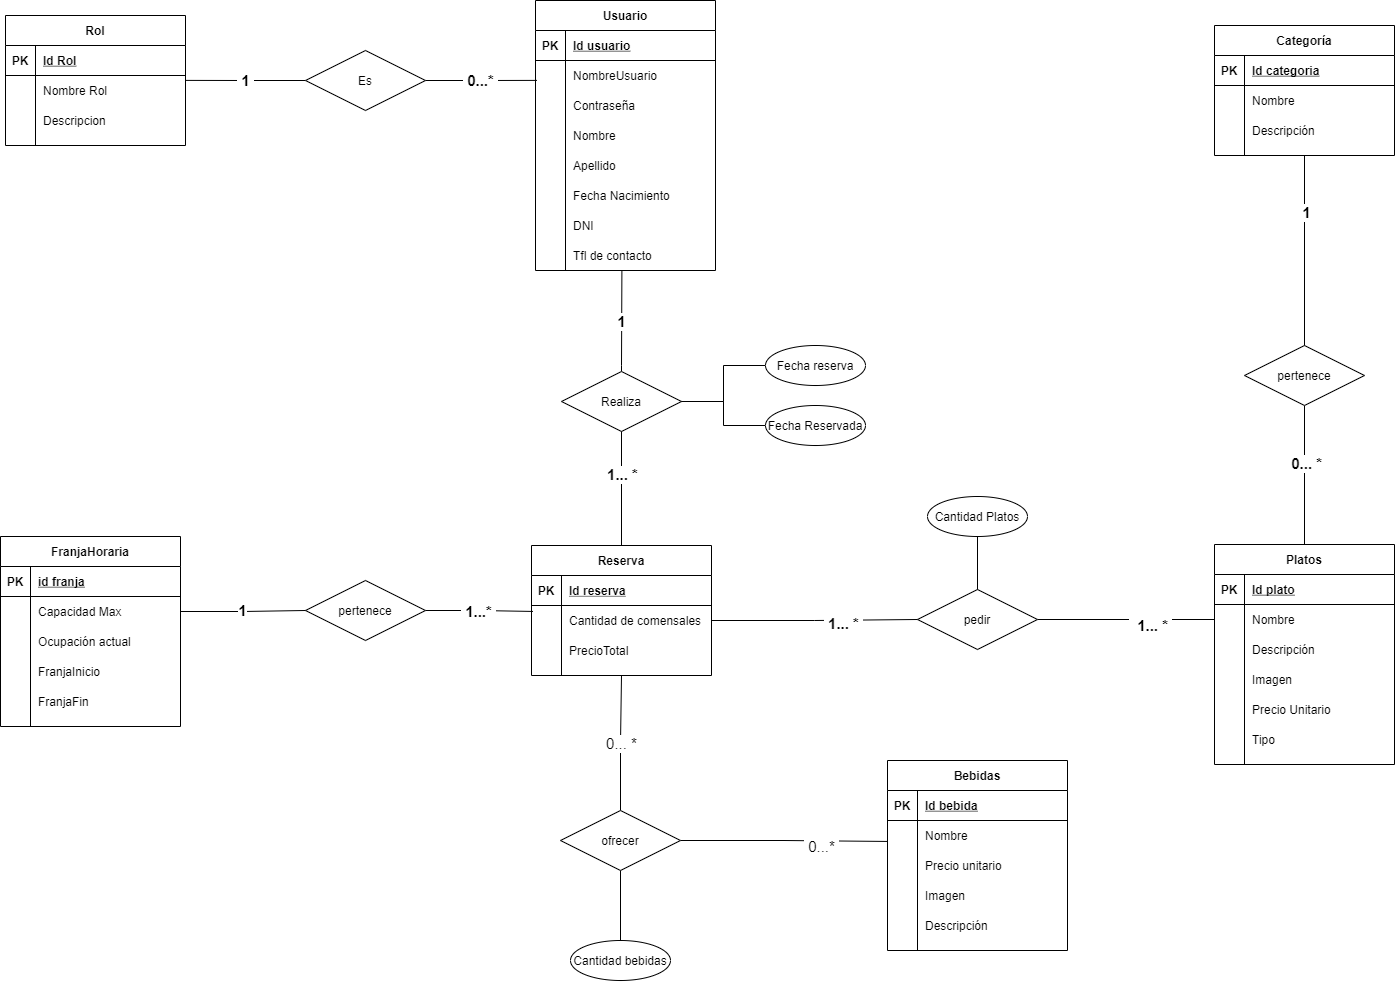 Rol
PK Id Rol
Nombre Rol
Descripcion
1
Es
0...*
Usuario
PK Id usuario
NombreUsuario
Contraseña
Nombre
Apellido
Fecha Nacimiento
DNI
Tfl de contacto
Categoría
PK Id categoria
Nombre
Descripción
1
pertenece
0... *
1
Realiza
Fecha reserva
Fecha Reservada
1... *
FranjaHoraria
PK id franja
Capacidad Max
Ocupación actual
FranjaInicio
FranjaFin
1
pertenece
1...*
Reserva
PK Id reserva
Cantidad de comensales
PrecioTotal
1... *
Cantidad Platos
pedir
1... *
Platos
PK Id plato
Nombre
Descripción
Imagen
Precio Unitario
Tipo
0... *
ofrecer
Cantidad bebidas
0...*
Bebidas
PK Id bebida
Nombre
Precio unitario
Imagen
Descripción